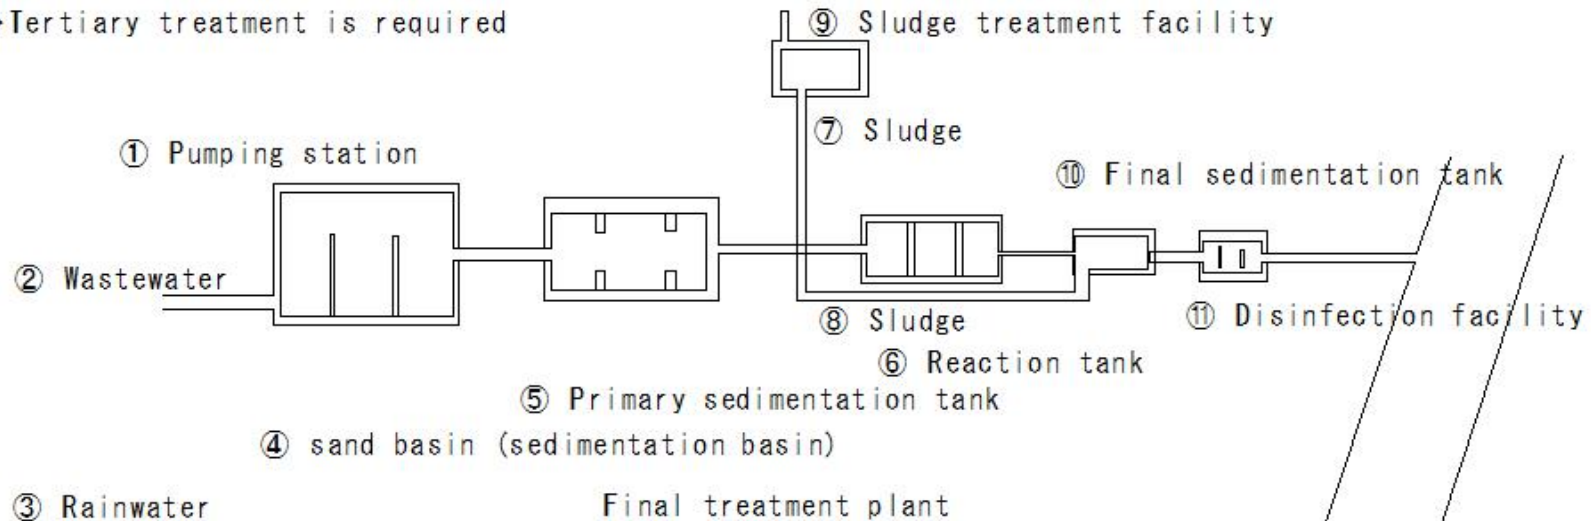 Tertiary treatment is required
⑨ Sludge treatment facility
⑦ Sludge
① Pumping station
⑩ Final sedimentation tank
② Wastewater
⑧ Sludge
⑪ Disinfection facility
⑥ Reaction tank
⑤ Primary sedimentation tank
④ sand basin (sedimentation basin)
③ Rainwater
Final treatment plant